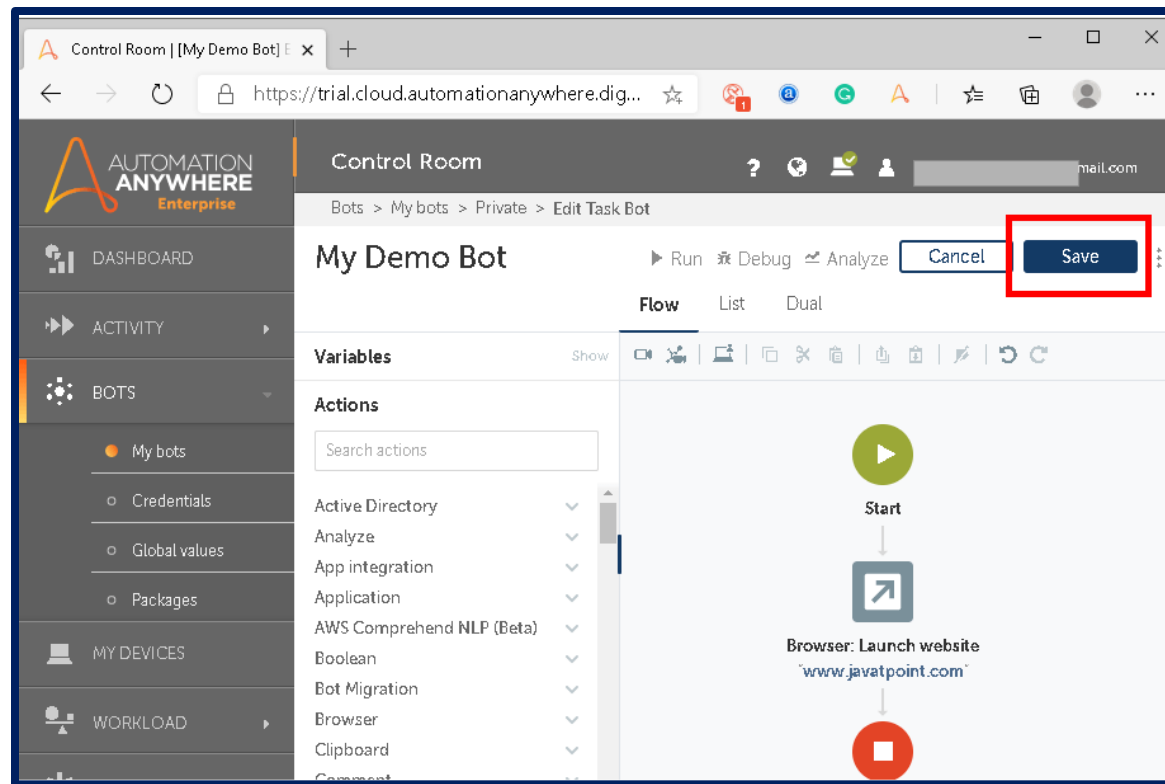 Control Room | [My Demo Bot] E
https://trial.cloud.automationanywhere.dig...
1
a
G
AUTOMATION
ANYWHERE
Enterprise
Control Room
?
mail.com
Bots > My bots > Private > Edit Task Bot
DASHBOARD
ACTIVITY
BOTS
My bots
Credentials
Global values
Packages
MY DEVICES
WORKLOAD
My Demo Bot
Run Debug Analyze Cancel Save
Flow List Dual
Variables Show
Actions
Search actions
Active Directory
Analyze
App integration
Application
AWS Comprehend NLP (Beta)
Boolean
Bot Migration
Browser
Clipboard
Comment
Start
Browser: Launch website
"www.javatpoint.com"